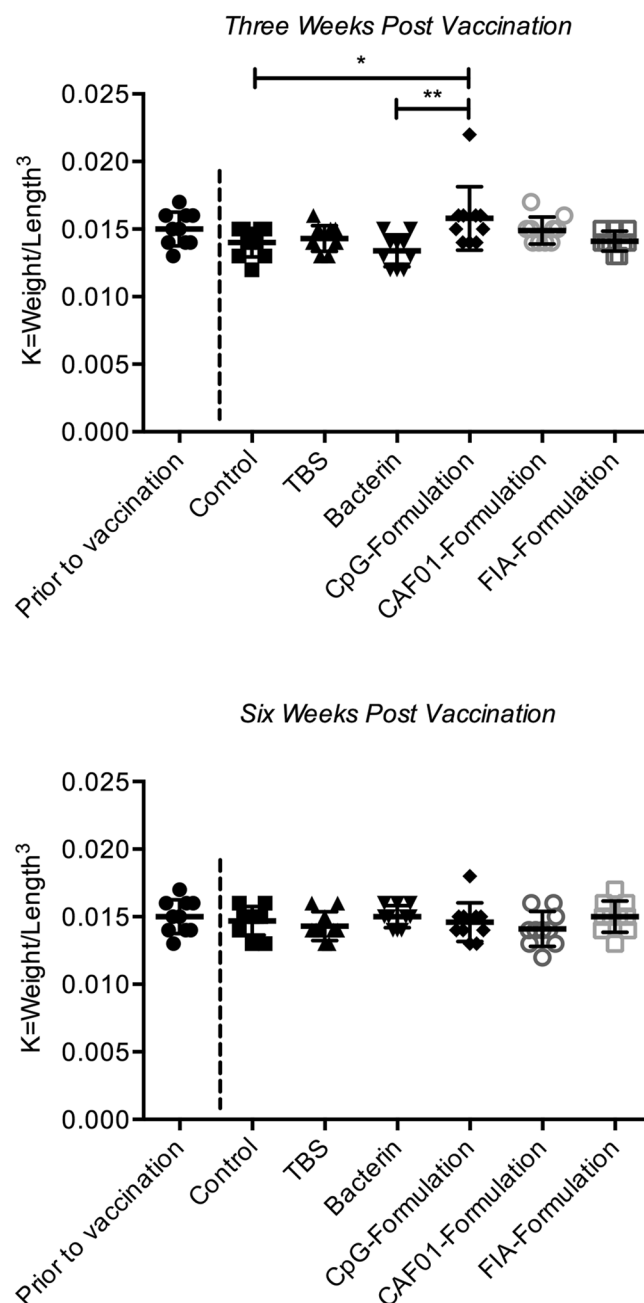 Three Weeks Post Vaccination
*
**
K=Weight/Length³
0.025
0.020
0.015
0.010
0.005
0.000
Prior to vaccination
Control
TBS
Bacterin
CpG-Formulation
CAF01-Formulation
FIA-Formulation
Six Weeks Post Vaccination
K=Weight/Length³
0.025
0.020
0.015
0.010
0.005
0.000
Prior to vaccination
Control
TBS
Bacterin
CpG-Formulation
CAF01-Formulation
FIA-Formulation